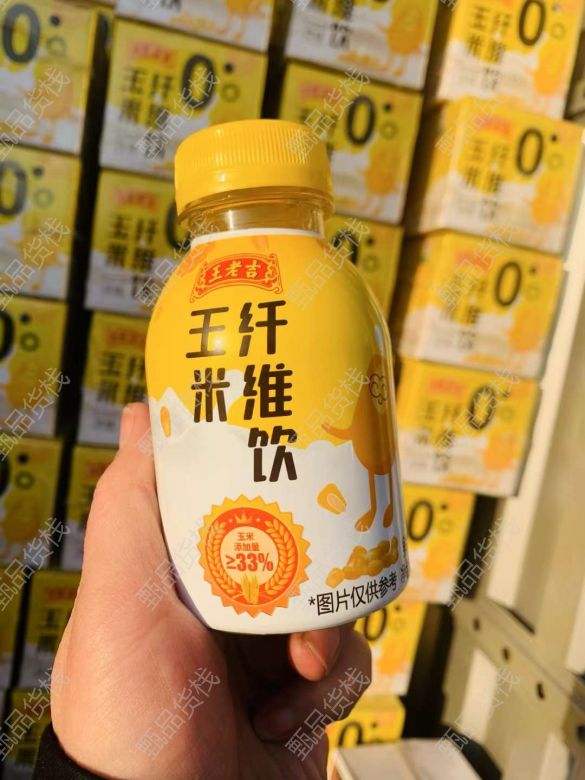 王老吉
玉米
纤维饮
玉米
添加量
≥33%
*图片仅供参考
甄品货栈